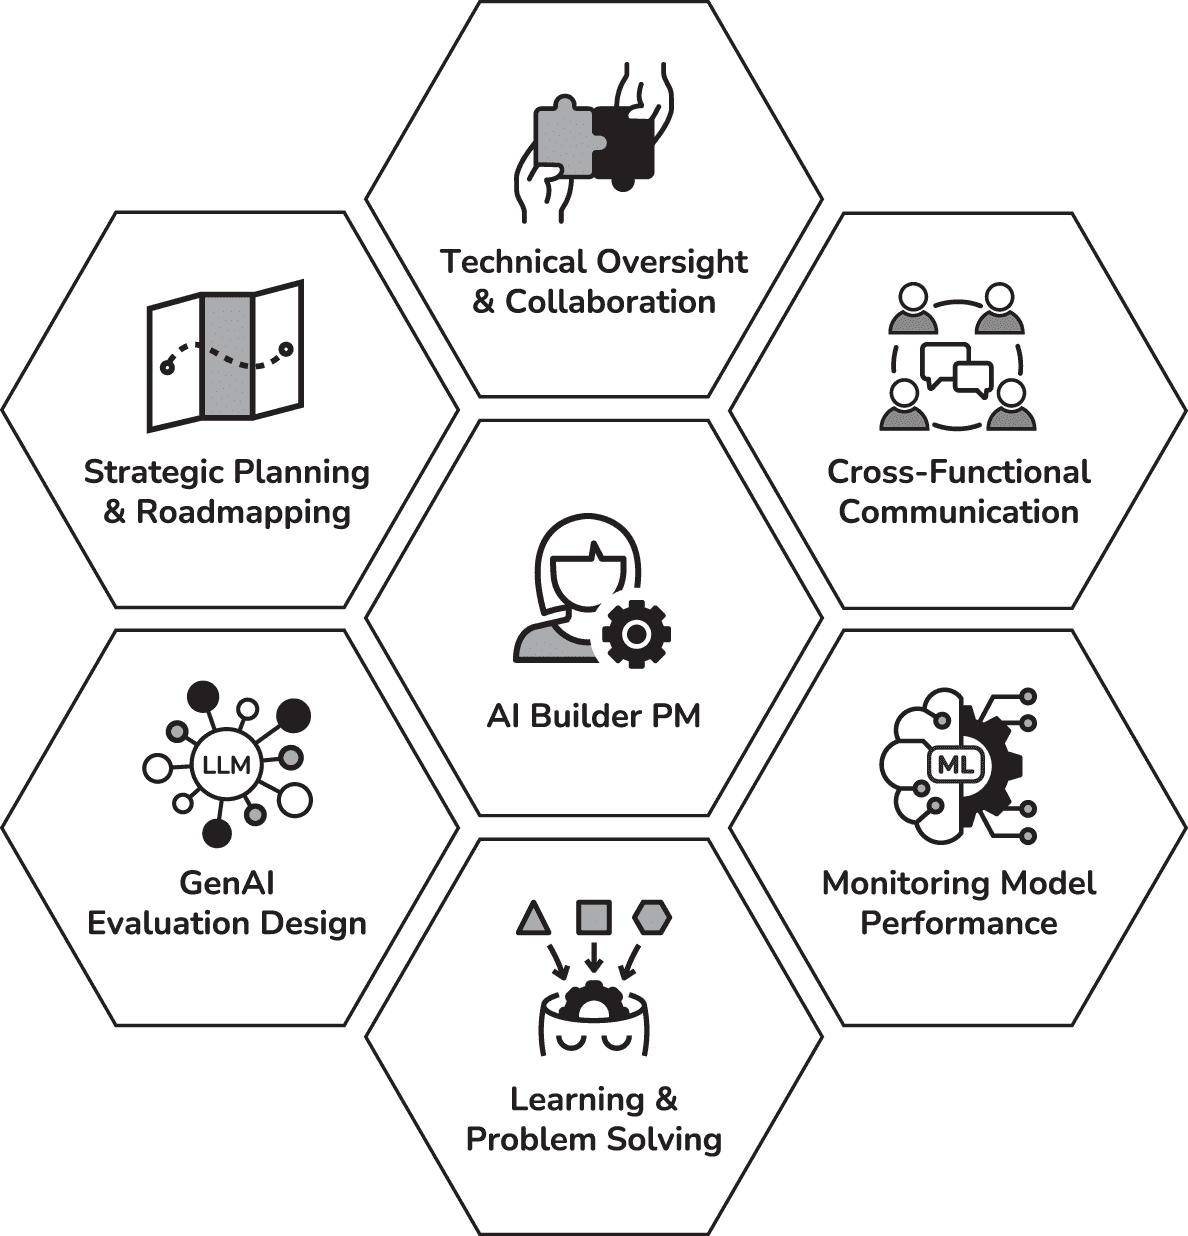 Technical Oversight
& Collaboration
Strategic Planning
& Roadmapping
Cross-Functional
Communication
AI Builder PM
LLM
GenAI
Evaluation Design
ML
Monitoring Model
Performance
Learning &
Problem Solving